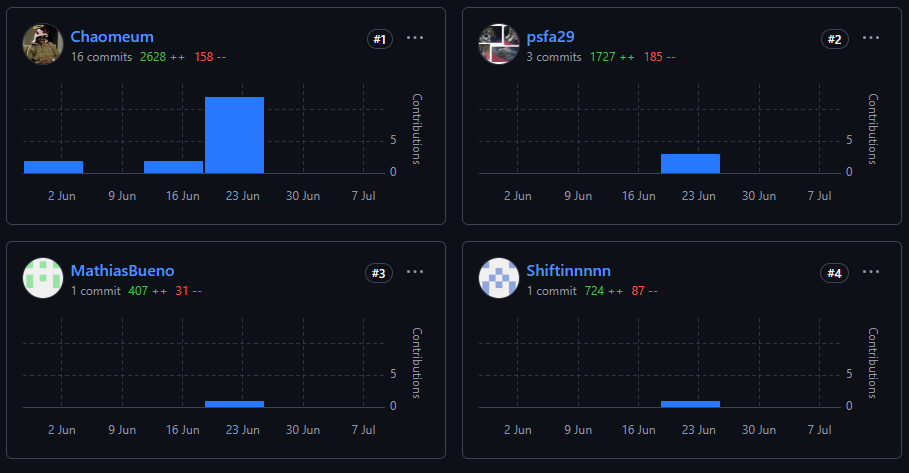 Chaomeum #1 ...
16 commits 2628 ++ 158 --
Contributions
5
0
2 Jun 9 Jun 16 Jun 23 Jun 30 Jun 7 Jul
psfa29 #2 ...
3 commits 1727 ++ 185 --
Contributions
5
0
2 Jun 9 Jun 16 Jun 23 Jun 30 Jun 7 Jul
MathiasBueno #3 ...
1 commit 407 ++ 31 --
Contributions
5
0
2 Jun 9 Jun 16 Jun 23 Jun 30 Jun 7 Jul
Shiftinnnnn #4 ...
1 commit 724 ++ 87 --
Contributions
5
0
2 Jun 9 Jun 16 Jun 23 Jun 30 Jun 7 Jul